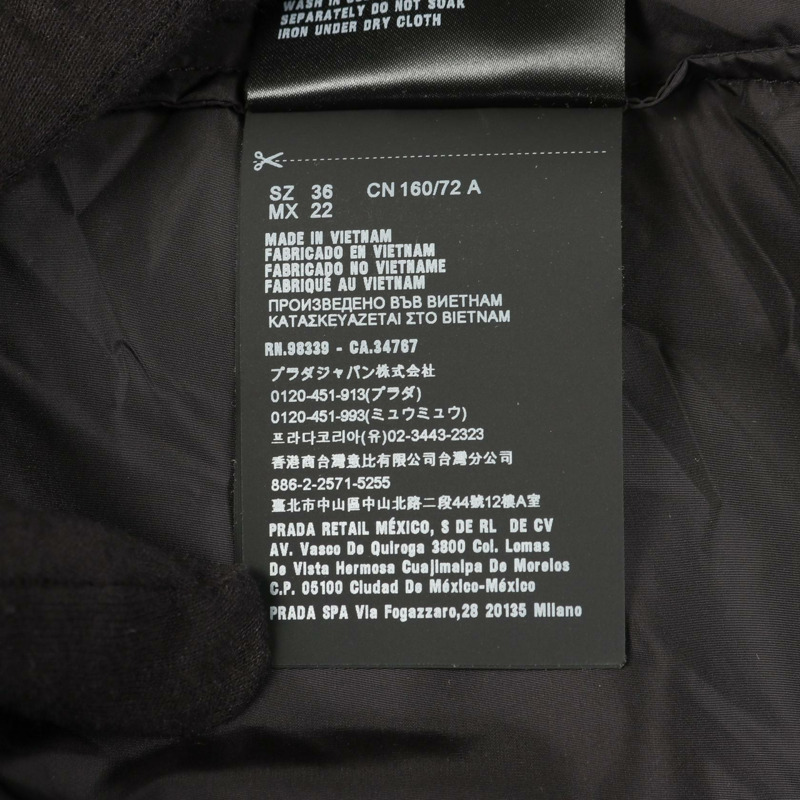 WASH IN
SEPARATELY DO NOT SOAK
IRON UNDER DRY CLOTH
SZ 36 CN 160/72 A
MX 22
MADE IN VIETNAM
FABRICADO EN VIETNAM
FABRICADO NO VIETNAME
FABRIQUÉ AU VIETNAM
ПРОИЗВЕДЕНО ВЪВ ВИЕТНАМ
ΚΑΤΑΣΚΕΥΑΖΕΤΑΙ ΣΤΟ ΒΙΕΤΝΑΜ
RN.98339 - CA.34767
プラダジャパン株式会社
0120-451-913(プラダ)
0120-451-993(ミュウミュウ)
프라다코리아(유)02-3443-2323
香港商台灣意比有限公司台灣分公司
886-2-2571-5255
臺北市中山區中山北路二段44號12樓A室
PRADA RETAIL MÉXICO, S DE RL DE CV
AV. Vasco De Quiroga 3800 Col. Lomas
De Vista Hermosa Cuajimalpa De Morelos
C.P. 05100 Ciudad De México-México
PRADA SPA Via Fogazzaro,28 20135 Milano